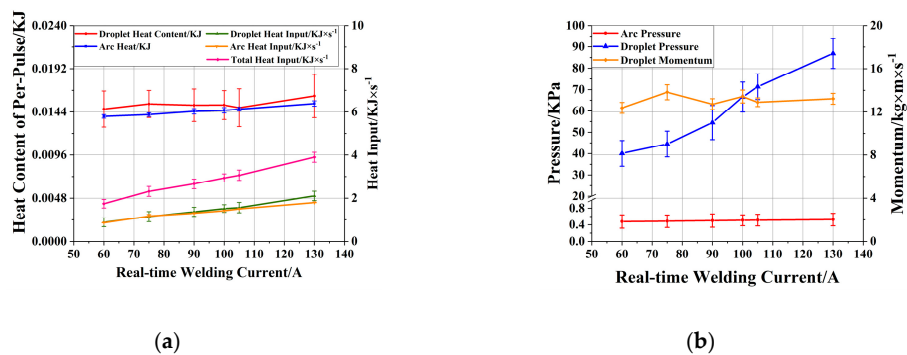 Droplet Heat Content/KJ
Droplet Heat Input/KJ×s⁻¹
Arc Heat/KJ
Arc Heat Input/KJ×s⁻¹
Total Heat Input/KJ×s⁻¹
Heat Content of Per-Pulse/KJ
0.0240
0.0192
0.0144
0.0096
0.0048
0.0000
10
8
6
4
2
0
Heat Input/KJ×s⁻¹
50 60 70 80 90 100 110 120 130 140
Real-time Welding Current/A
(a)
Arc Pressure
Droplet Pressure
Droplet Momentum
Pressure/KPa
100
90
80
70
60
50
40
30
20
0.8
0.4
0.0
20
16
12
8
4
0
Momentum/kg×m×s⁻¹
50 60 70 80 90 100 110 120 130 140
Real-time Welding Current/A
(b)